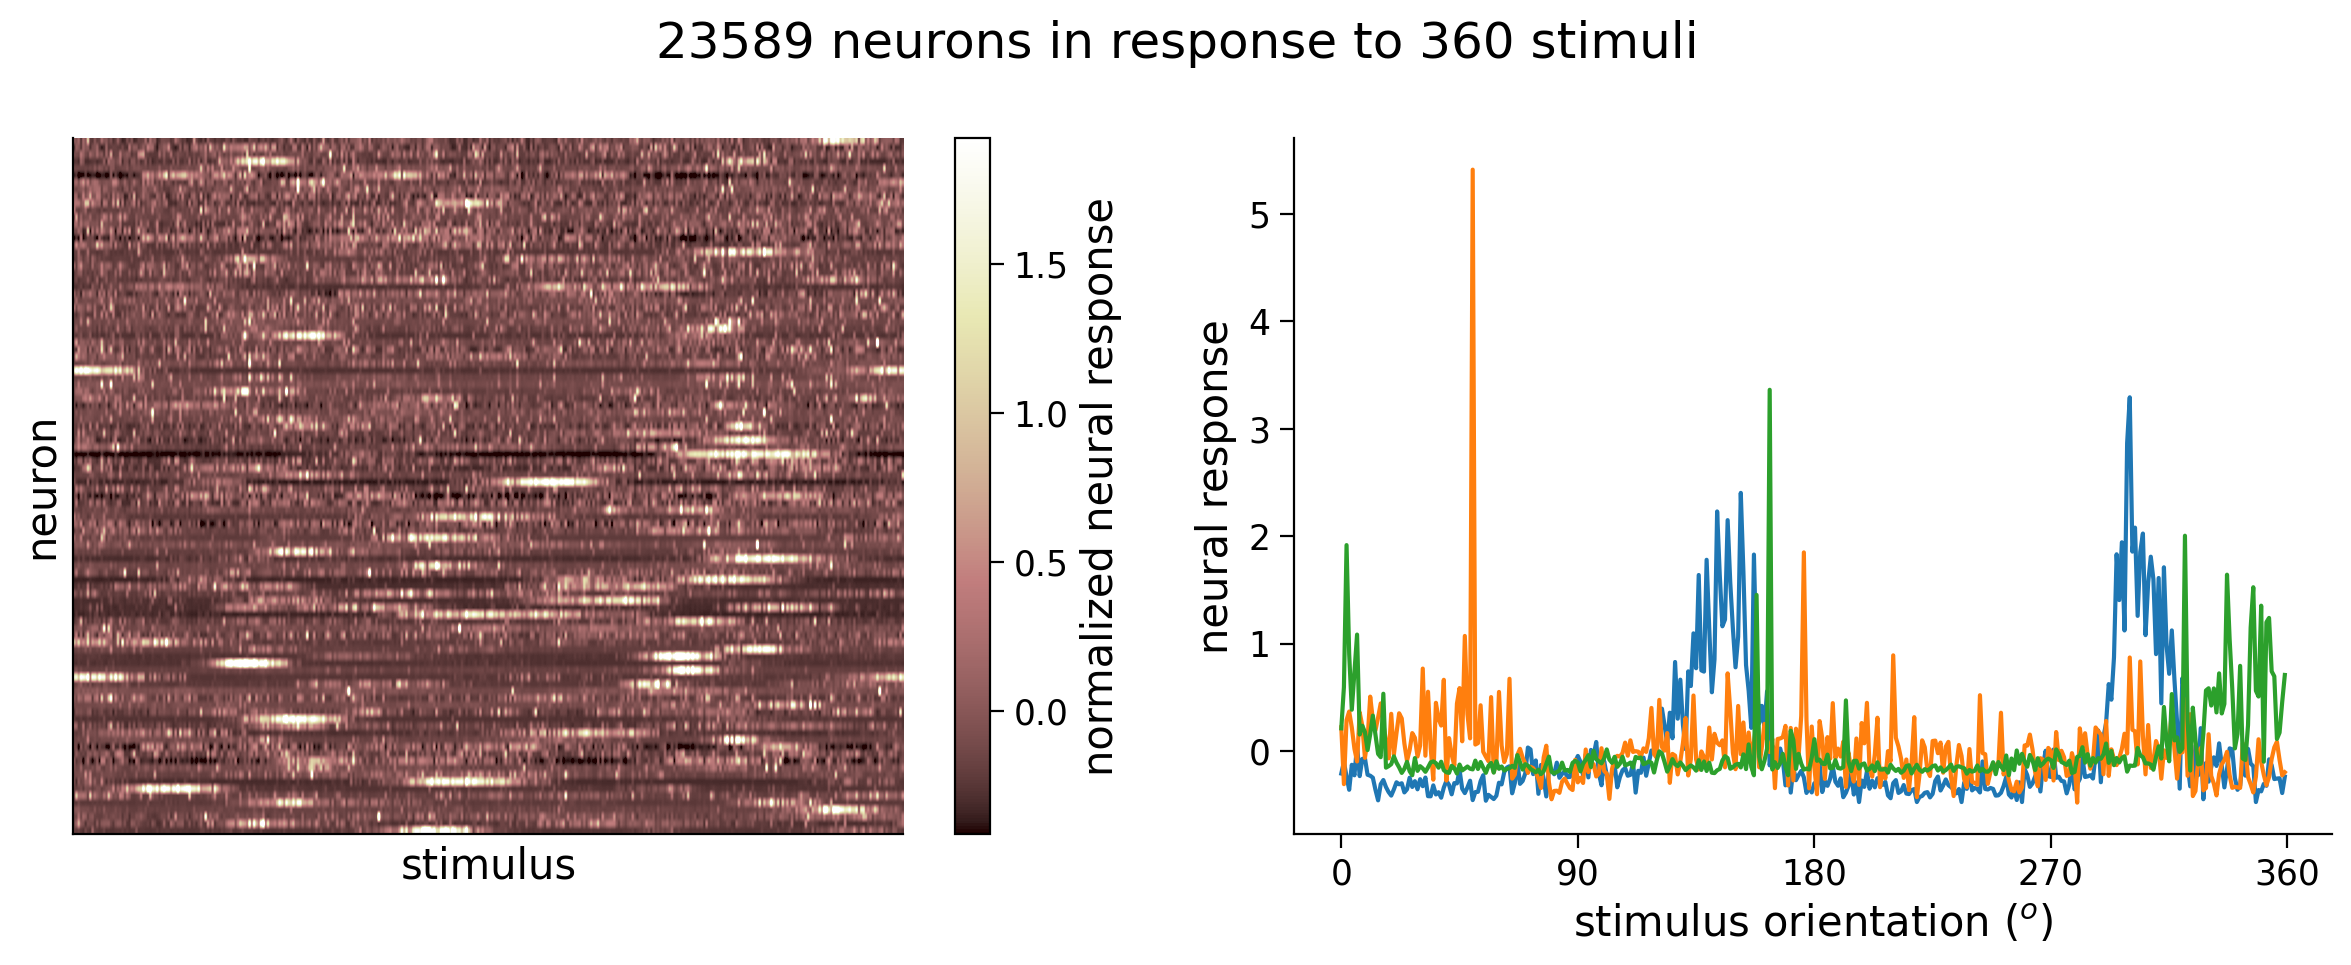 23589 neurons in response to 360 stimuli
neuron
stimulus
1.5
1.0
0.5
0.0
normalized neural response
neural response
5
4
3
2
1
0
0 90 180 270 360
stimulus orientation (°)